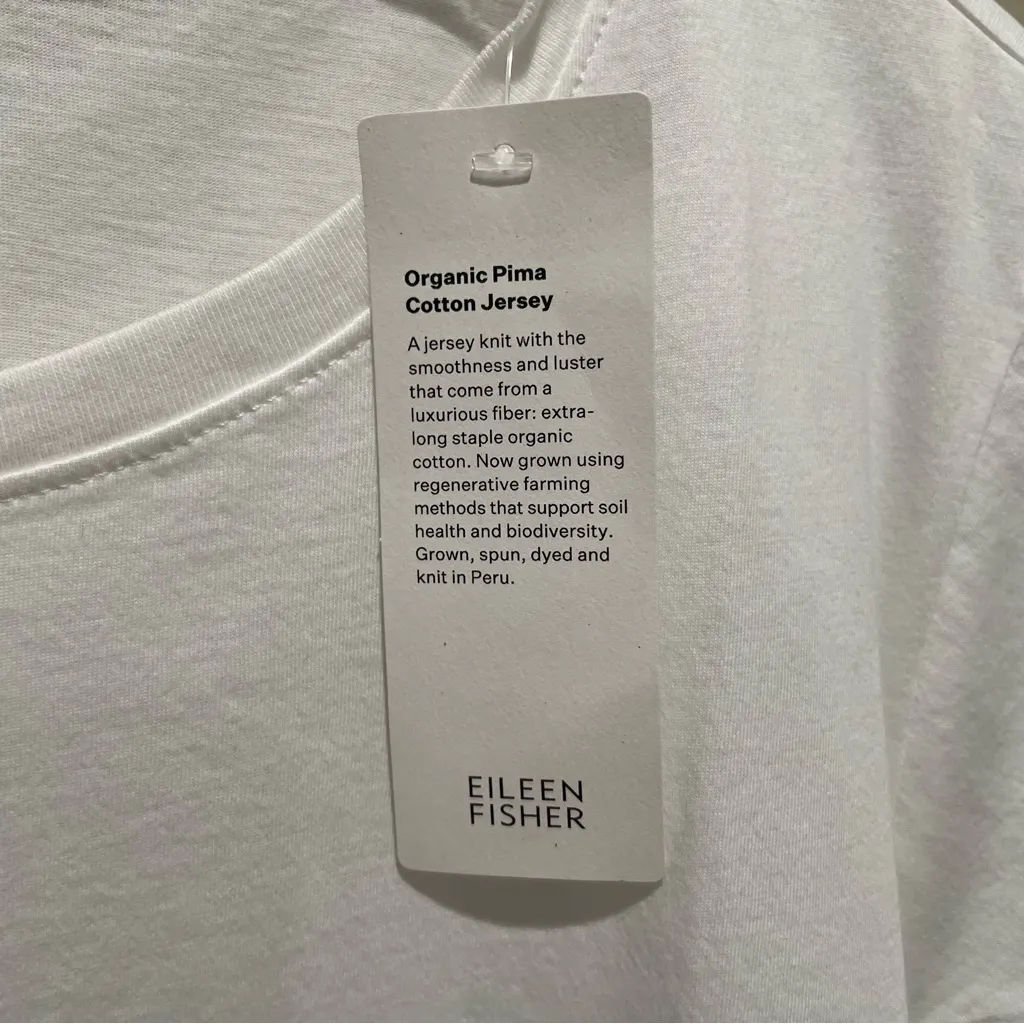 Organic Pima
Cotton Jersey
A jersey knit with the
smoothness and luster
that come from a
luxurious fiber: extra-
long staple organic
cotton. Now grown using
regenerative farming
methods that support soil
health and biodiversity.
Grown, spun, dyed and
knit in Peru.
EILEEN
FISHER